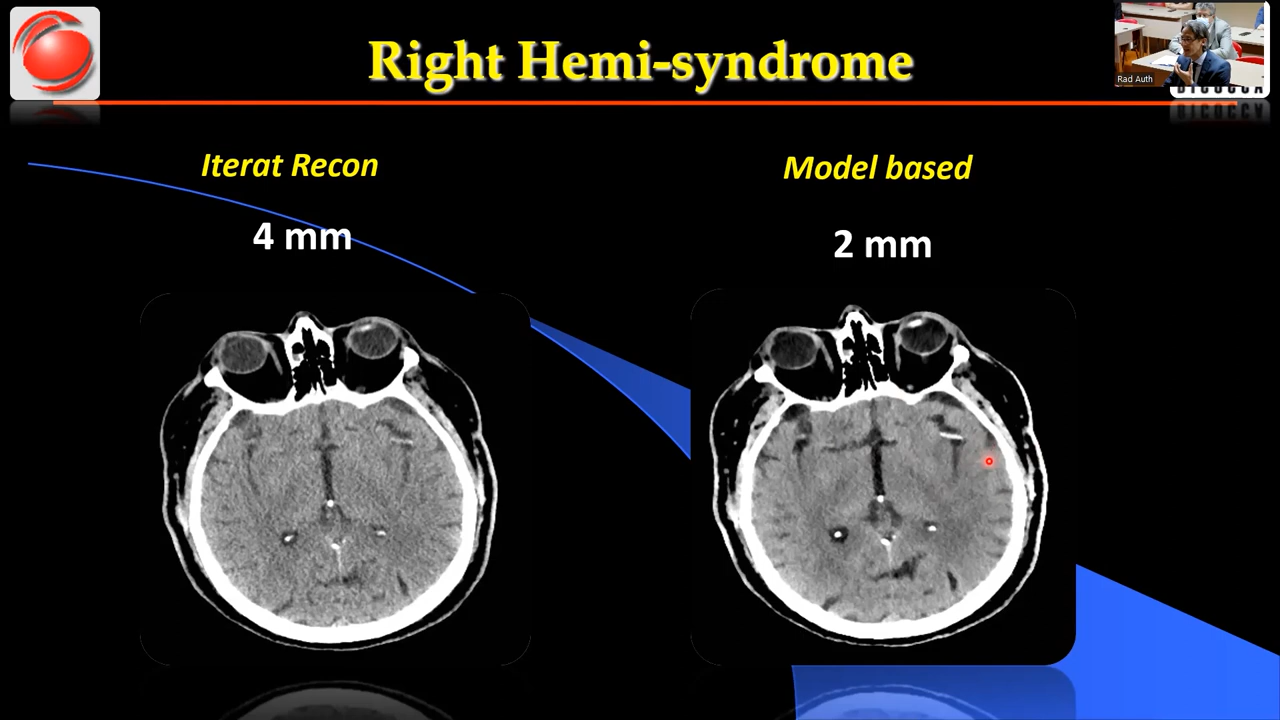 Right Hemi-syndrome
Rad Auth
Iterat Recon
Model based
4 mm
2 mm